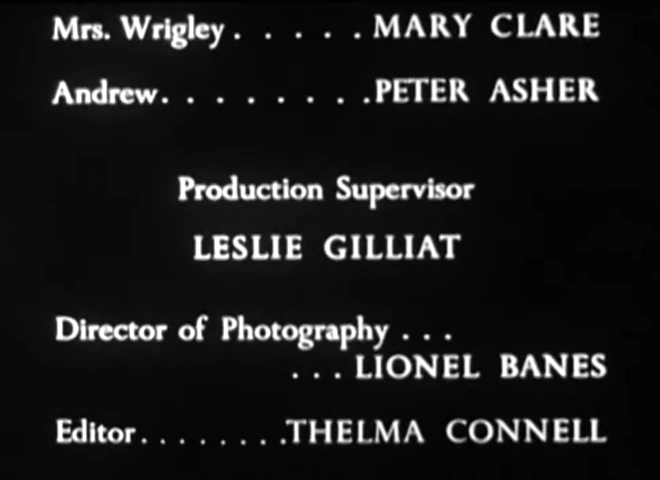 Mrs. Wrigley . . . . . MARY CLARE
Andrew. . . . . . . . .PETER ASHER
Production Supervisor
LESLIE GILLIAT
Director of Photography . . .
. . . LIONEL BANES
Editor. . . . . . . .THELMA CONNELL